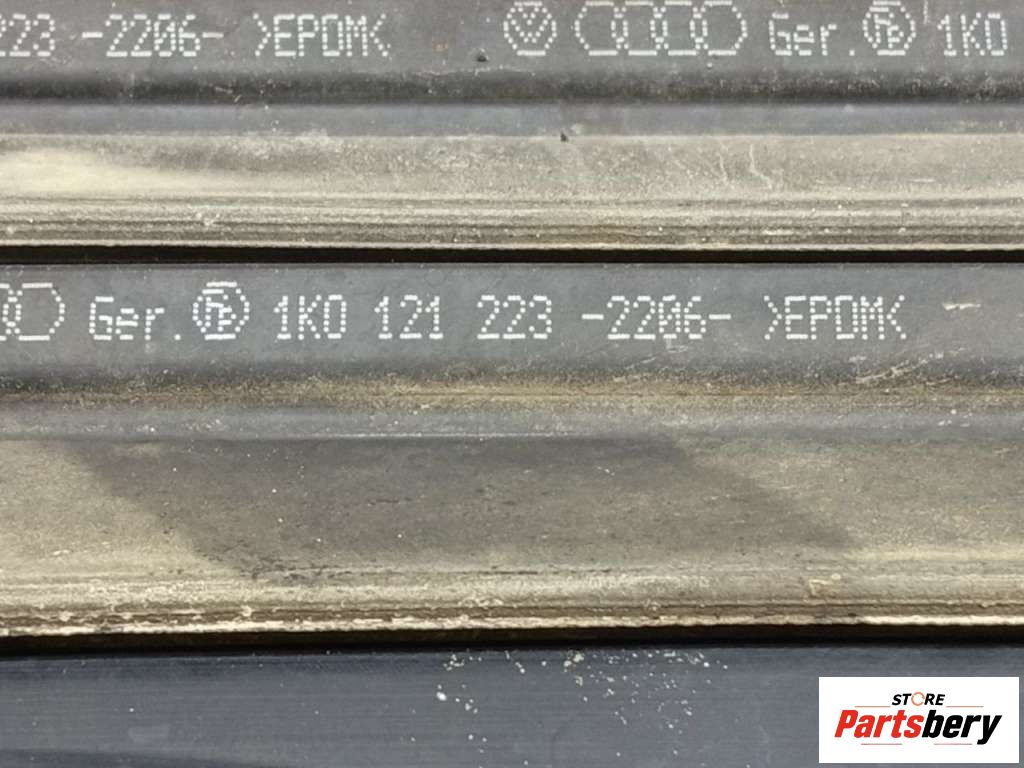 223 -2206- >EPDM< Ger. 1K0
Ger. 1K0 121 223 -2206- >EPDM<
STORE
Partsbery